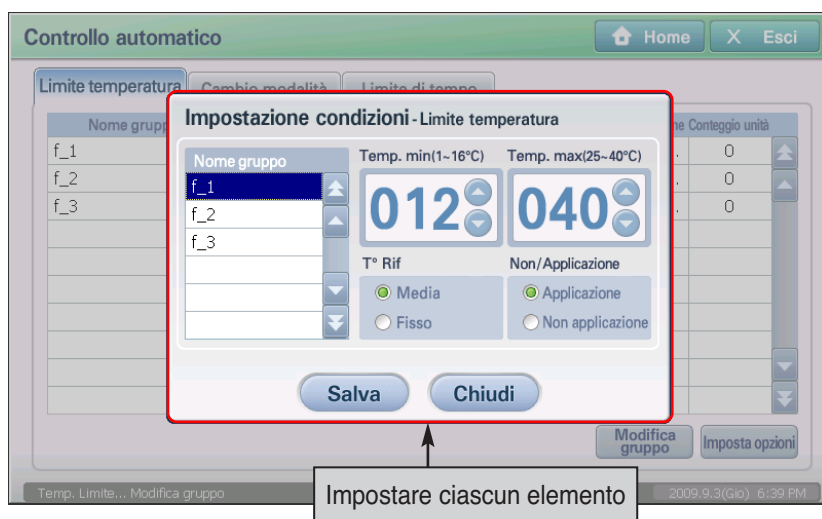 Controllo automatico
Home
X Esci
Limite temperatura
Cambio modalità
Limite di tempo
Nome grupp
ne Conteggio unità
f_1
. 0
f_2
. 0
f_3
. 0
Impostazione condizioni - Limite temperatura
Nome gruppo
f_1
f_2
f_3
Temp. min(1~16°C)
Temp. max(25~40°C)
012
040
T° Rif
Non/Applicazione
Media
Applicazione
Fisso
Non applicazione
Salva
Chiudi
Modifica
gruppo
Imposta opzioni
Impostare ciascun elemento
Temp. Limite... Modifica gruppo
2009.9.3(Gio) 6:39 PM